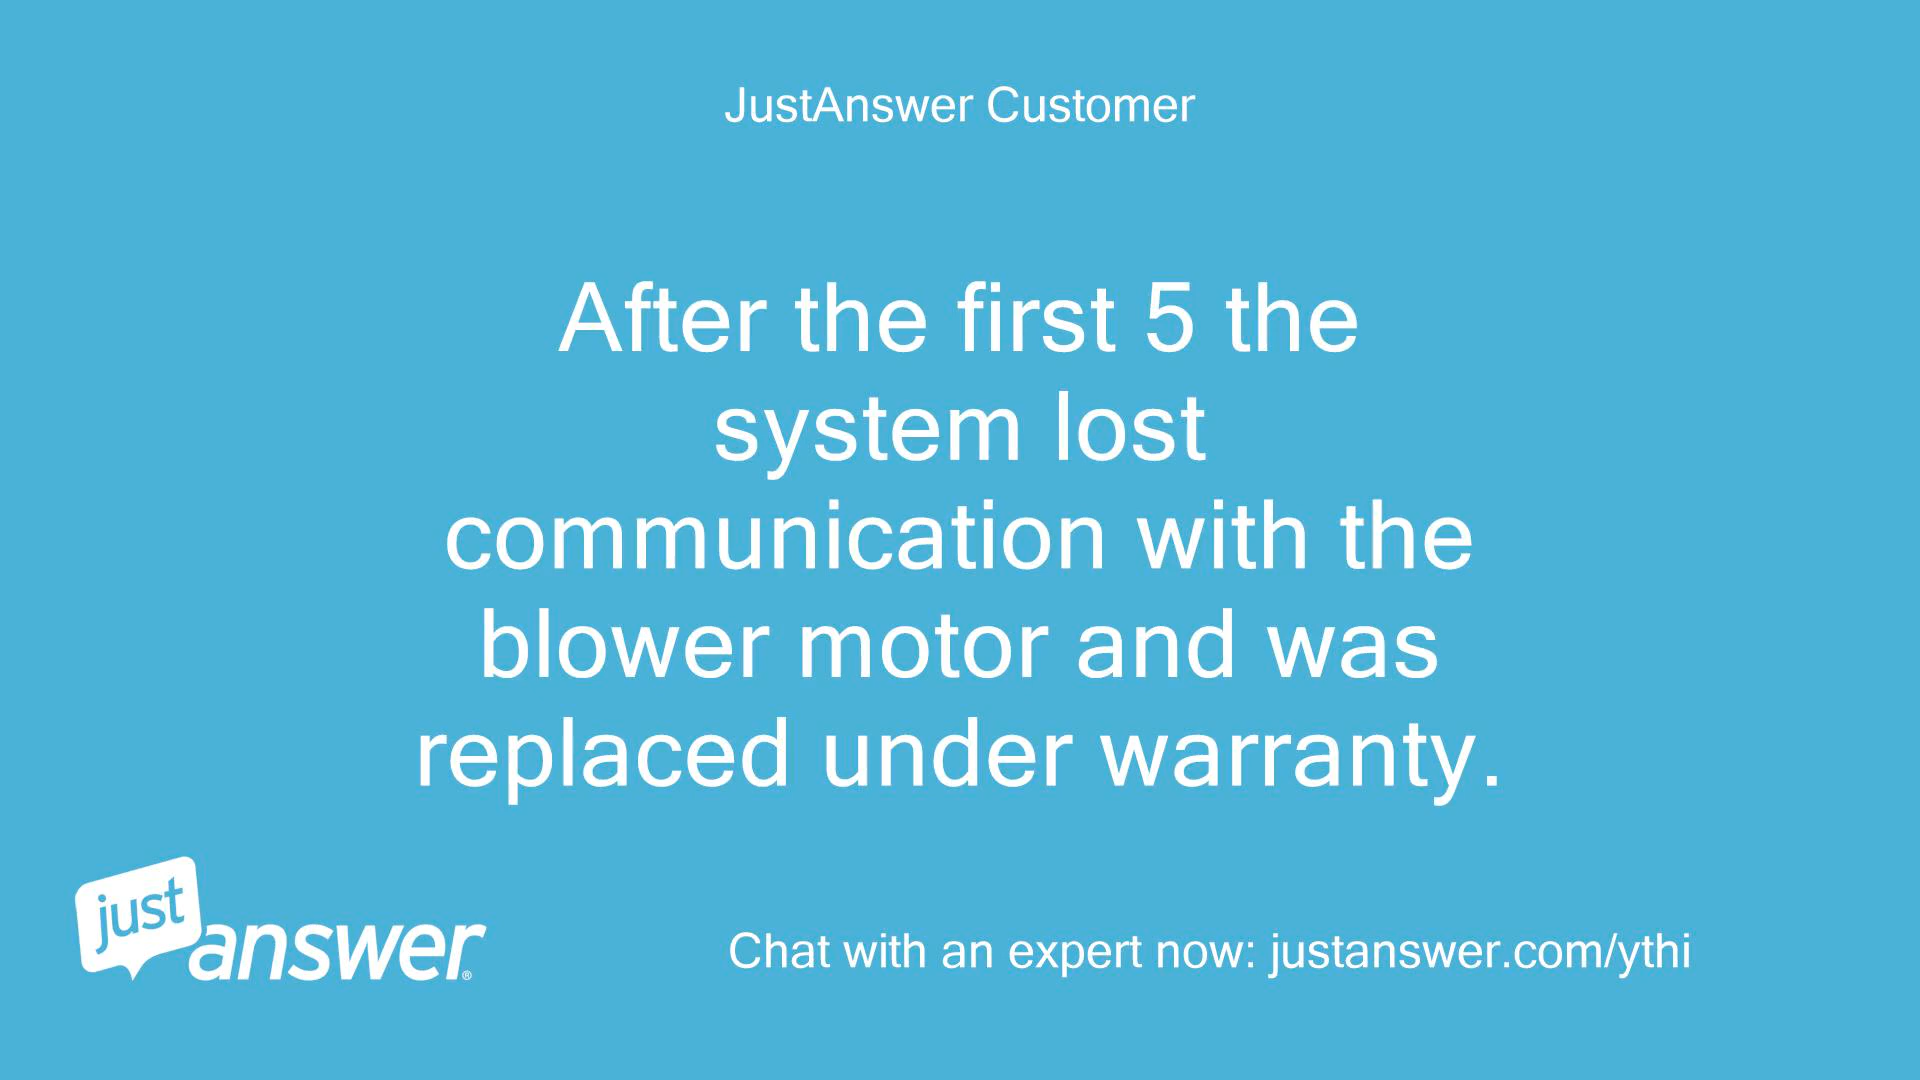 JustAnswer Customer
After the first 5 the
system lost
communication with the
blower motor and was
replaced under warranty.
just
answer®
Chat with an expert now: justanswer.com/ythi